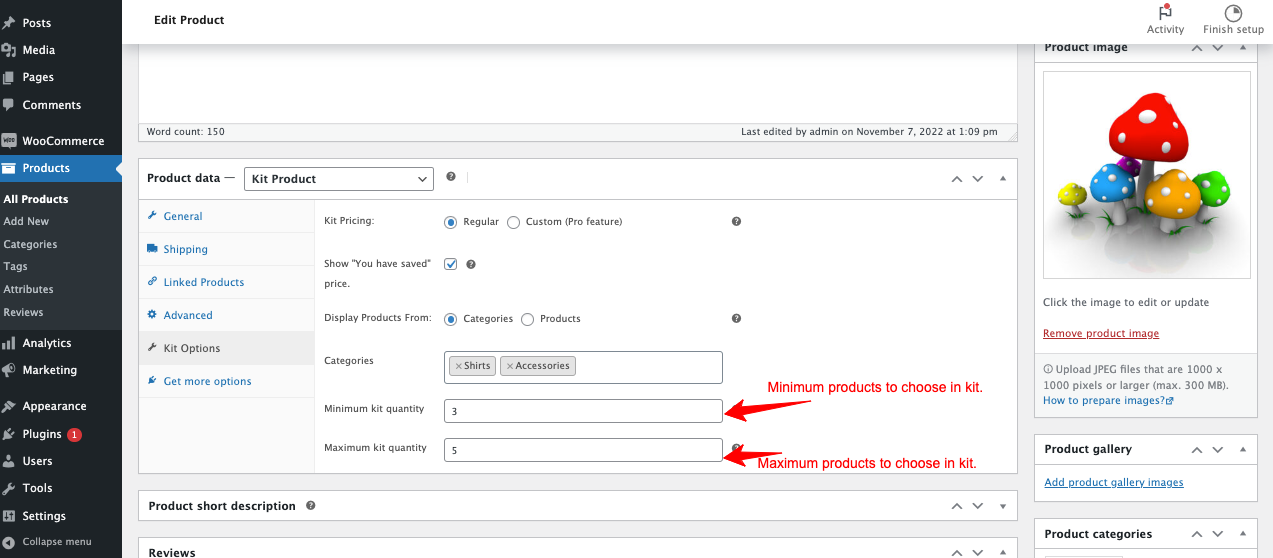 Posts
Media
Pages
Comments
WooCommerce
Products
All Products
Add New
Categories
Tags
Attributes
Reviews
Analytics
Marketing
Appearance
Plugins 1
Users
Tools
Settings
Collapse menu
Edit Product
Activity
Finish setup
Word count: 150
Last edited by admin on November 7, 2022 at 1:09 pm
Product data — Kit Product
General
Shipping
Linked Products
Advanced
Kit Options
Get more options
Kit Pricing: Regular Custom (Pro feature)
Show "You have saved"
price.
Display Products From: Categories Products
Categories × Shirts × Accessories
Minimum kit quantity 3
Minimum products to choose in kit.
Maximum kit quantity 5
Maximum products to choose in kit.
Product short description
Reviews
Product image
Click the image to edit or update
Remove product image
Upload JPEG files that are 1000 x
1000 pixels or larger (max. 300 MB).
How to prepare images?
Product gallery
Add product gallery images
Product categories